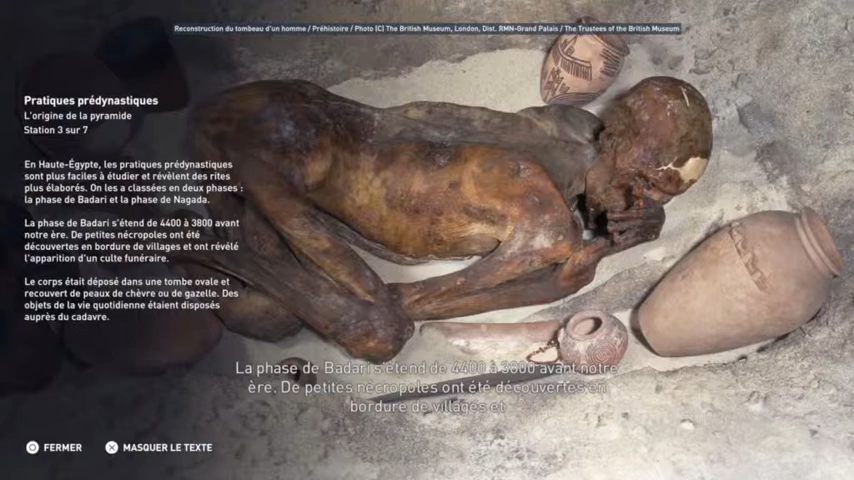 Reconstruction du tombeau d'un homme / Préhistoire / Photo (C) The British Museum, London, Dist. RMN-Grand Palais / The Trustees of the British Museum
Pratiques prédynastiques
L'origine de la pyramide
Station 3 sur 7
En Haute-Égypte, les pratiques prédynastiques
sont plus faciles à étudier et révèlent des rites
plus élaborés. On les a classées en deux phases :
la phase de Badari et la phase de Nagada.
La phase de Badari s'étend de 4400 à 3800 avant
notre ère. De petites nécropoles ont été
découvertes en bordure de villages et ont révélé
l'apparition d'un culte funéraire.
Le corps était déposé dans une tombe ovale et
recouvert de peaux de chèvre ou de gazelle. Des
objets de la vie quotidienne étaient disposés
auprès du cadavre.
La phase de Badari s'étend de 4400 à 3800 avant notre
ère. De petites nécropoles ont été découvertes en
bordure de villages et
FERMER
MASQUER LE TEXTE